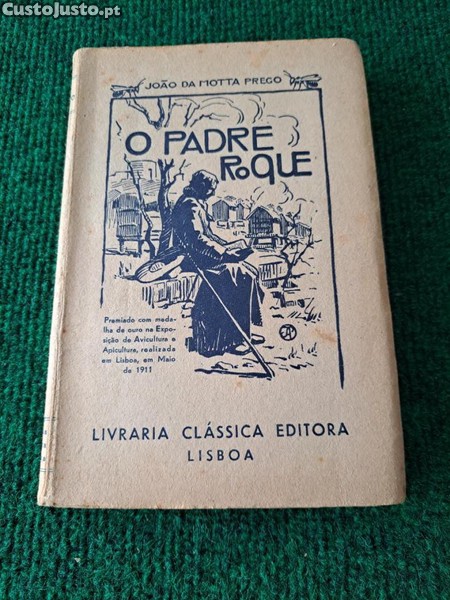 CustoJusto.pt
JOÃO DA MOTTA PREGO
O PADRE
ROQUE
Premiado com meda-
lha de ouro na Expo-
sição de Avicultura e
Apicultura, realizada
em Lisboa, em Maio
de 1911
LIVRARIA CLÁSSICA EDITORA
LISBOA